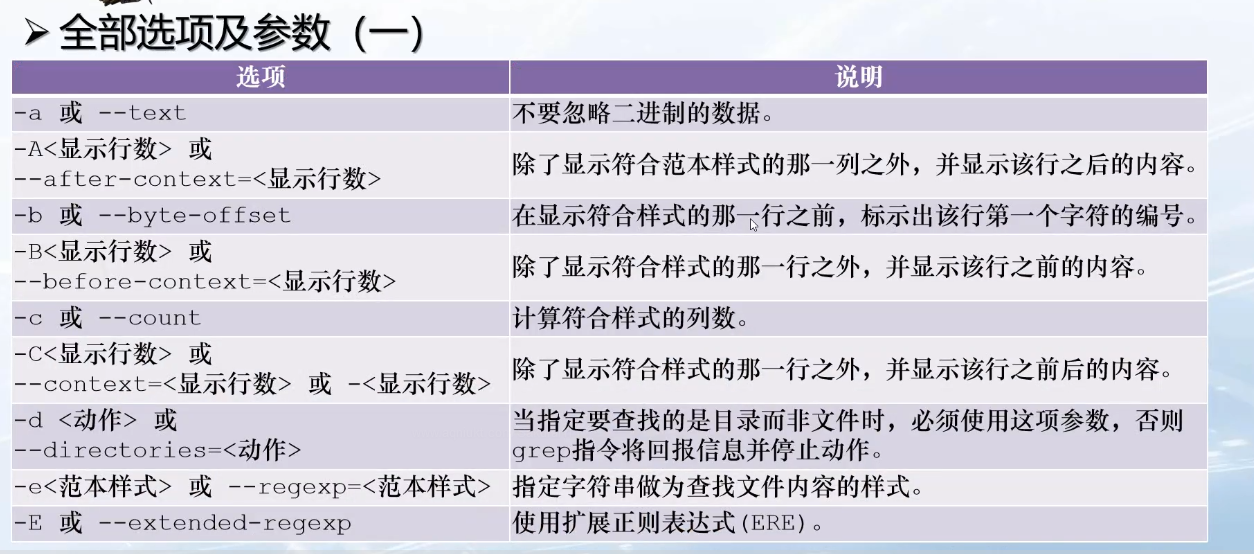 全部选项及参数（一）
选项 说明
-a 或 --text 不要忽略二进制的数据。
-A<显示行数> 或
--after-context=<显示行数>
除了显示符合范本样式的那一列之外，并显示该行之后的内容。
-b 或 --byte-offset 在显示符合样式的那一行之前，标示出该行第一个字符的编号。
-B<显示行数> 或
--before-context=<显示行数>
除了显示符合样式的那一行之外，并显示该行之前的内容。
-c 或 --count 计算符合样式的列数。
-C<显示行数> 或
--context=<显示行数> 或 -<显示行数>
除了显示符合样式的那一行之外，并显示该行之前后的内容。
-d <动作> 或
--directories=<动作>
当指定要查找的是目录而非文件时，必须使用这项参数，否则
grep指令将回报信息并停止动作。
-e<范本样式> 或 --regexp=<范本样式> 指定字符串做为查找文件内容的样式。
-E 或 --extended-regexp 使用扩展正则表达式(ERE)。